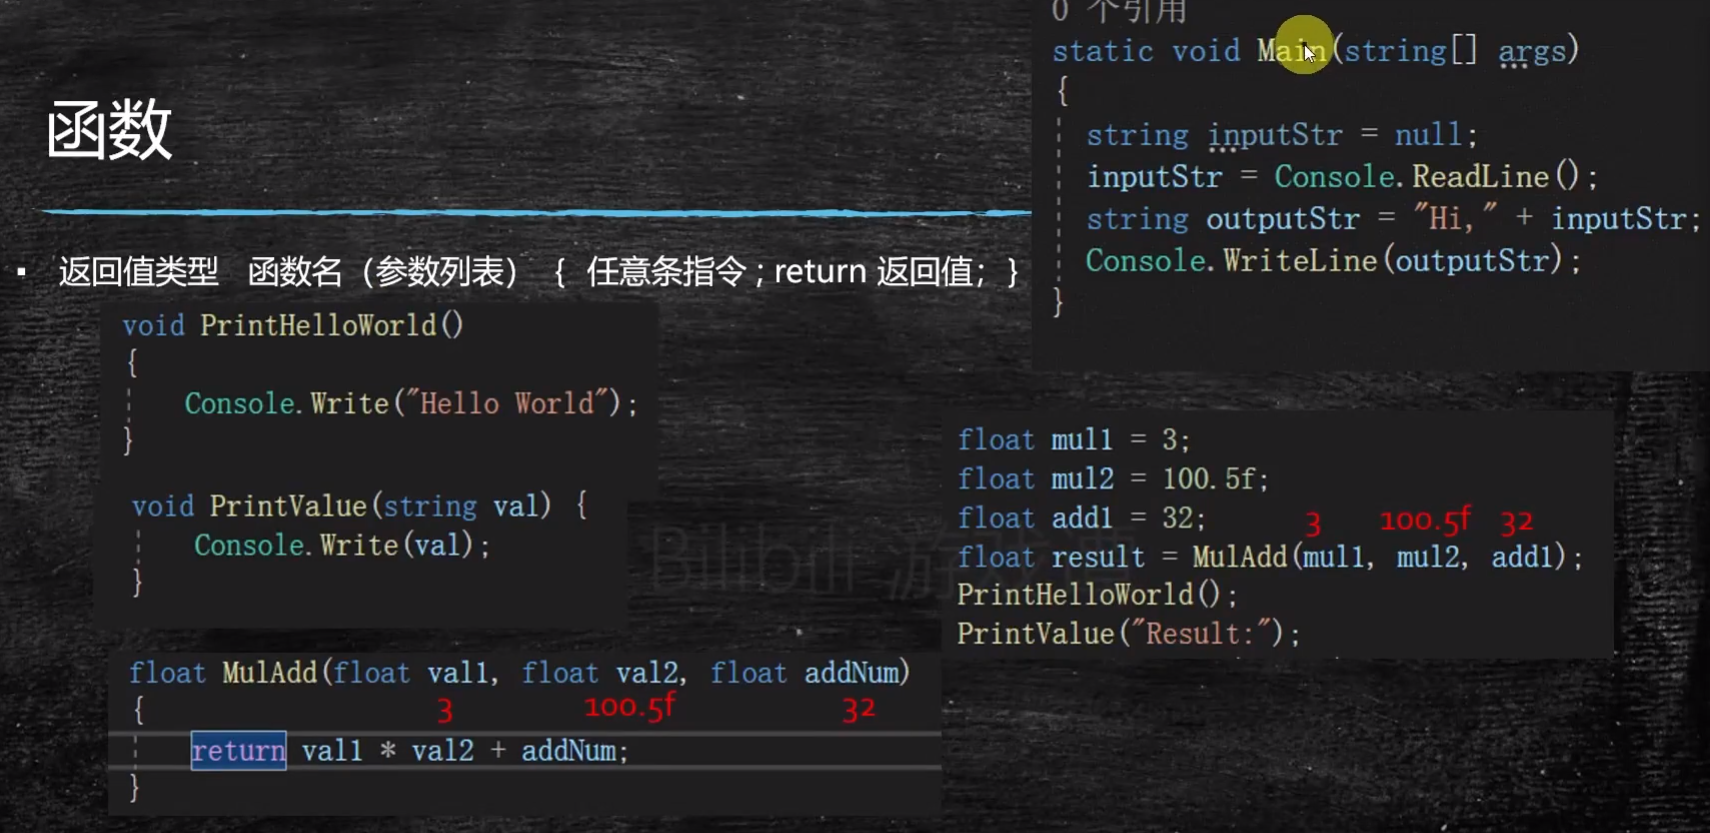 函数
返回值类型 函数名（参数列表） { 任意条指令 ; return 返回值； }
void PrintHelloWorld()
{
Console.Write("Hello World");
}
void PrintValue(string val) {
Console.Write(val);
}
float MulAdd(float val1, float val2, float addNum)
{
3 100.5f 32
return val1 * val2 + addNum;
}
0 个引用
static void Main(string[] args)
{
string inputStr = null;
inputStr = Console.ReadLine();
string outputStr = "Hi," + inputStr;
Console.WriteLine(outputStr);
}
float mul1 = 3;
float mul2 = 100.5f;
float add1 = 32;
3 100.5f 32
float result = MulAdd(mul1, mul2, add1);
PrintHelloWorld();
PrintValue("Result:");